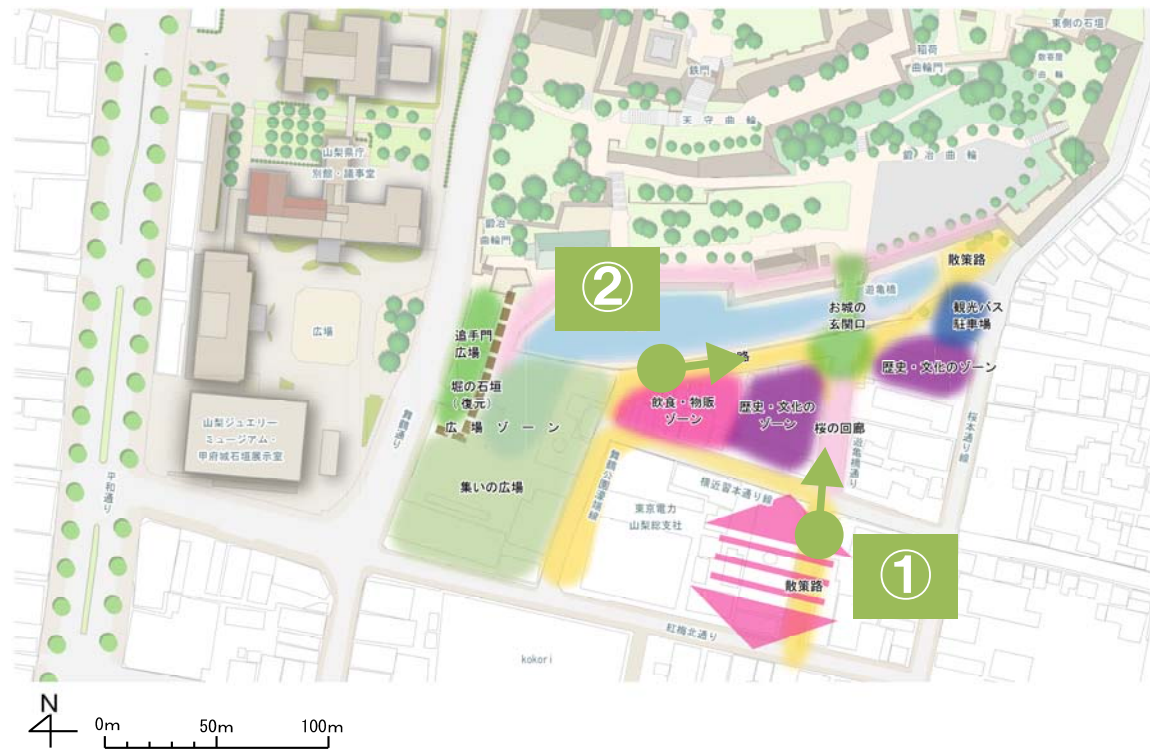 東側の石垣
稲荷
曲輪門
数寄屋
曲輪
鉄門
天守曲輪
鍛冶曲輪
山梨県庁
別館・議事堂
鍛冶
曲輪門
②
散策路
遊亀橋
お城の
玄関口
観光バス
駐車場
追手門
広場
広場
路
歴史・文化のゾーン
堀の石垣
（復元）
飲食・物販
ゾーン
歴史・文化の
ゾーン
桜の回廊
広場ゾーン
山梨ジュエリー
ミュージアム・
甲府城石垣展示室
舞鶴通り
遊亀橋通り
桜本通り線
平和通り
集いの広場
舞鶴公園濠端線
横近習本通り線
東京電力
山梨総支社
①
散策路
紅梅北通り
kokori
N
0m 50m 100m